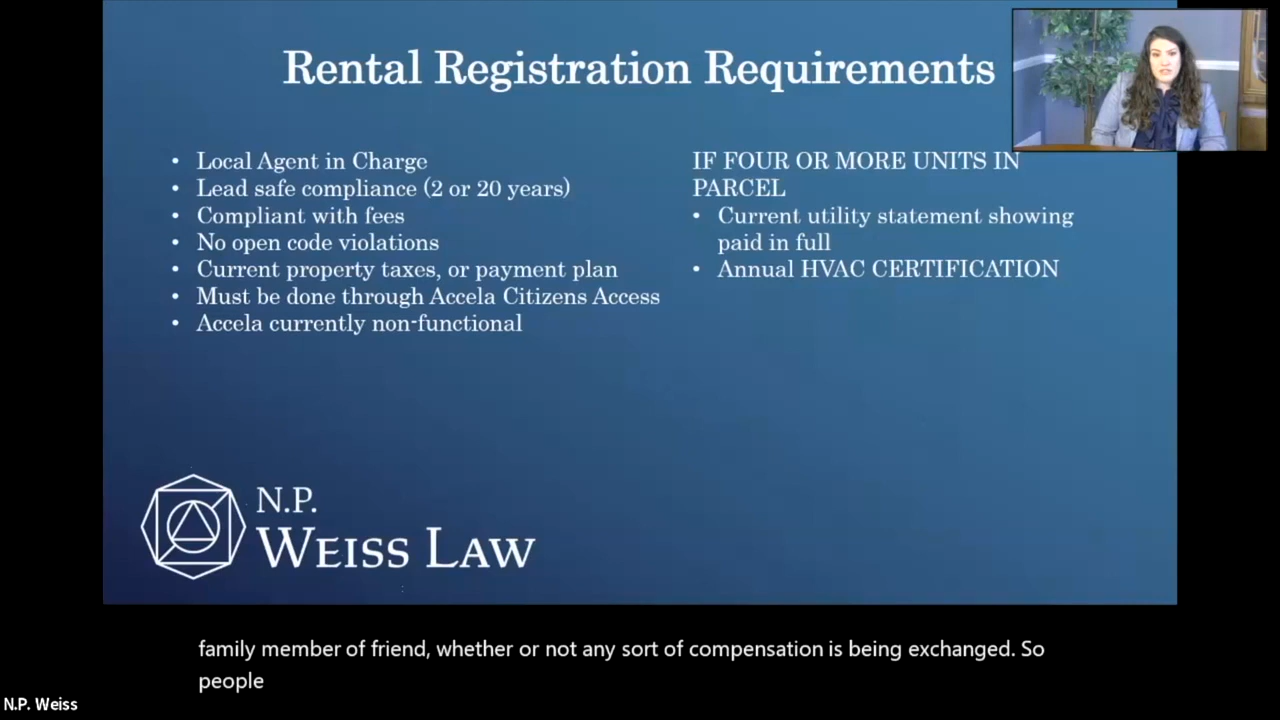 Rental Registration Requirements
• Local Agent in Charge
• Lead safe compliance (2 or 20 years)
• Compliant with fees
• No open code violations
• Current property taxes, or payment plan
• Must be done through Accela Citizens Access
• Accela currently non-functional
IF FOUR OR MORE UNITS IN
PARCEL
• Current utility statement showing
paid in full
• Annual HVAC CERTIFICATION
N.P.
WEISS LAW
family member of friend, whether or not any sort of compensation is being exchanged. So
people
N.P. Weiss